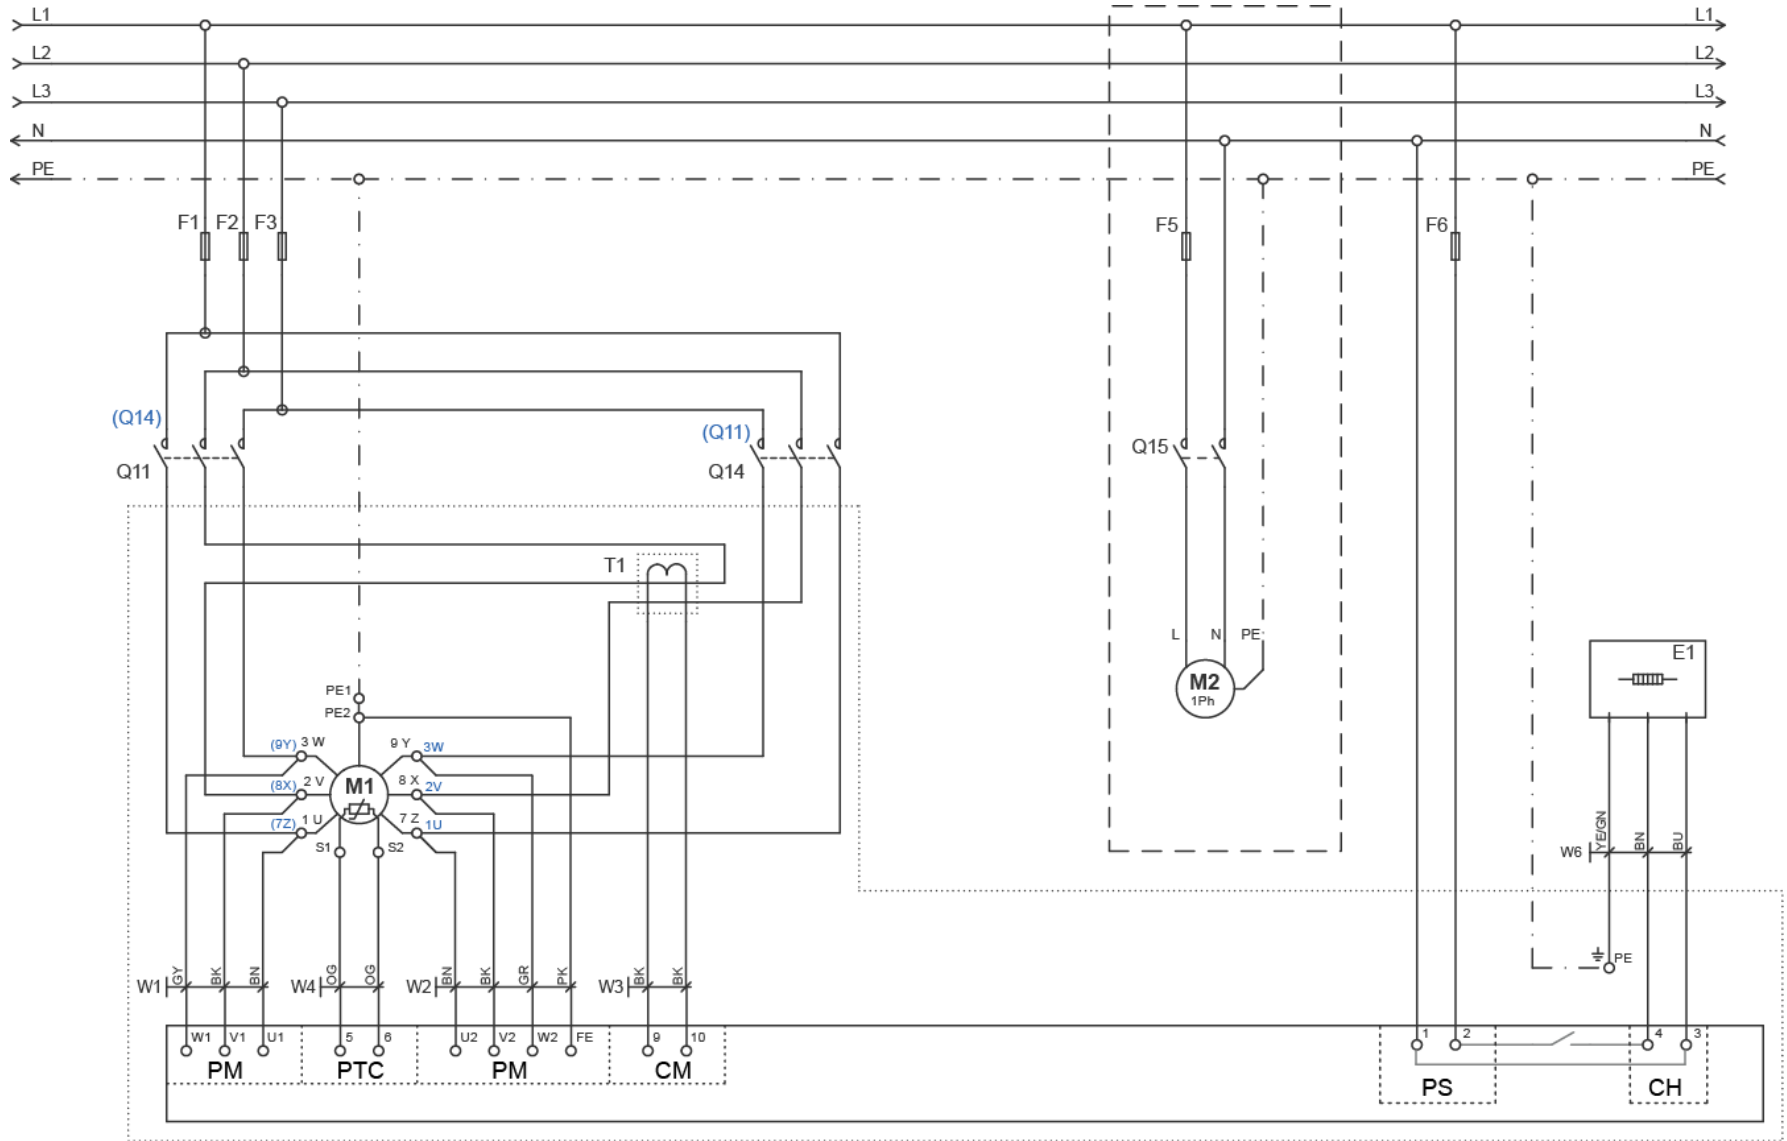 L1 L1
L2 L2
L3 L3
N N
PE PE
F1 F2 F3 F5 F6
(Q14) (Q11)
Q11 Q14 Q15
T1
L N PE
E1
M2
1Ph
PE1
PE2
(9Y) 3 W 9 Y 3W
(8X) 2 V M1 8 X 2V
(7Z) 1 U 7 Z 1U
S1 S2
YE/GN BN BU
W6
PE
GY BK BN OG OG BN BK GR PK BK BK
W1 W4 W2 W3
W1 V1 U1 5 6 U2 V2 W2 FE 9 10 1 2 4 3
PM PTC PM CM PS CH